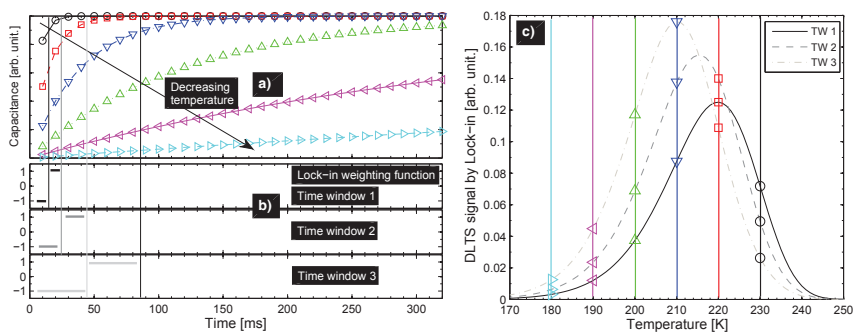 Capacitance [arb. unit.]
a)
Decreasing
temperature
1
0
−1
Lock−in weighting function
Time window 1
b)
1
0
−1
Time window 2
1
0
−1
Time window 3
0 50 100 150 200 250 300
Time [ms]
c)
TW 1
TW 2
TW 3
DLTS signal by Lock−in [arb. unit.]
0.18
0.16
0.14
0.12
0.10
0.08
0.06
0.04
0.02
0
170 180 190 200 210 220 230 240 250
Temperature [K]